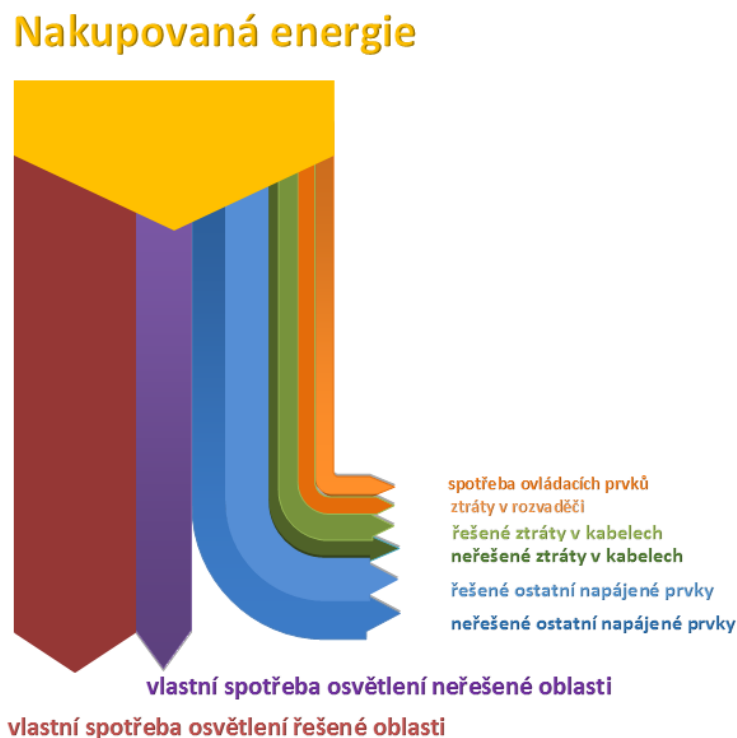 Nakupovaná energie
spotřeba ovládacích prvků
ztráty v rozvaděči
řešené ztráty v kabelech
neřešené ztráty v kabelech
řešené ostatní napájené prvky
neřešené ostatní napájené prvky
vlastní spotřeba osvětlení neřešené oblasti
vlastní spotřeba osvětlení řešené oblasti